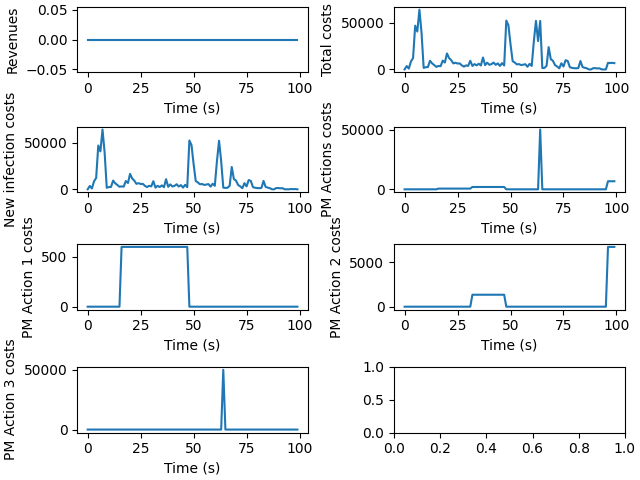 Revenues
0.05
0.00
−0.05
0 25 50 75 100
Time (s)
Total costs
50000
0
0 25 50 75 100
Time (s)
New infection costs
50000
0
0 25 50 75 100
Time (s)
PM Actions costs
50000
0
0 25 50 75 100
Time (s)
PM Action 1 costs
500
0
0 25 50 75 100
Time (s)
PM Action 2 costs
5000
0
0 25 50 75 100
Time (s)
PM Action 3 costs
50000
0
0 25 50 75 100
Time (s)
1.0
0.5
0.0
0.0 0.2 0.4 0.6 0.8 1.0